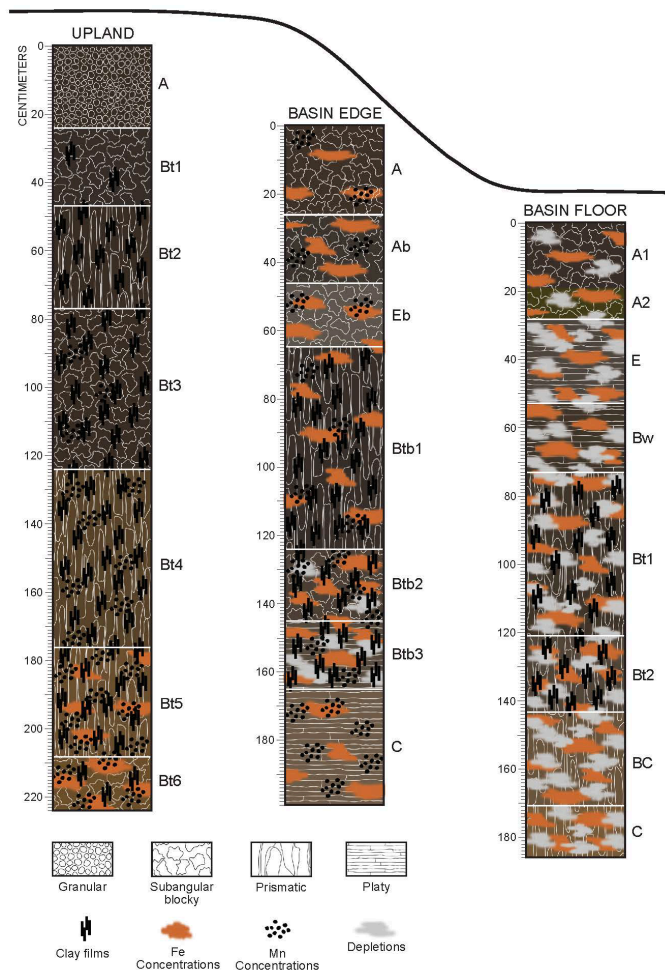 UPLAND
CENTIMETERS
0
20
40
60
80
100
120
140
160
180
200
220
A
Bt1
Bt2
Bt3
Bt4
Bt5
Bt6
BASIN EDGE
0
20
40
60
80
100
120
140
160
180
A
Ab
Eb
Btb1
Btb2
Btb3
C
BASIN FLOOR
0
20
40
60
80
100
120
140
160
180
A1
A2
E
Bw
Bt1
Bt2
BC
C
Granular
Subangular
blocky
Prismatic
Platy
Clay films
Fe
Concentrations
Mn
Concentrations
Depletions